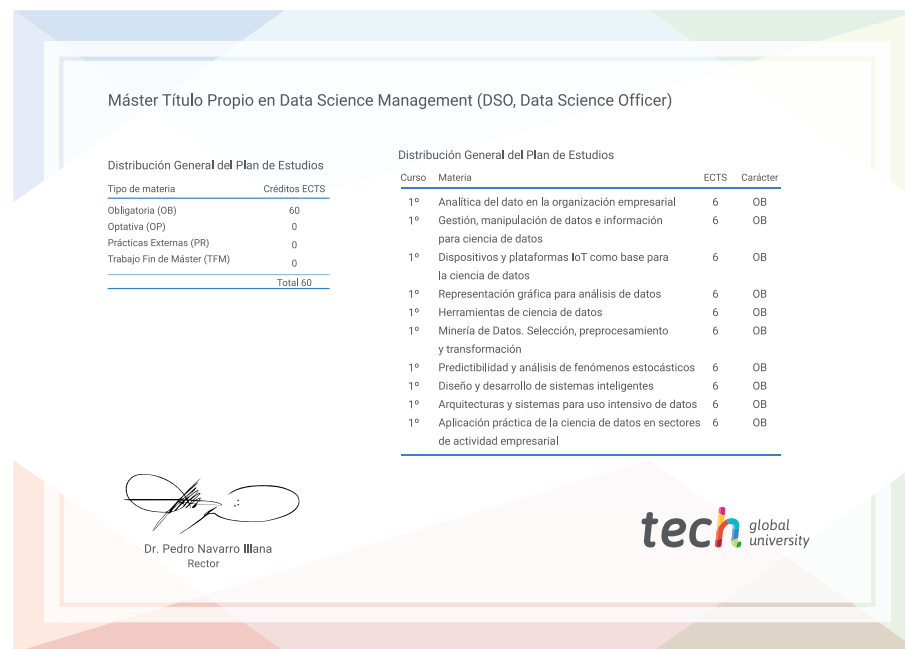 Máster Título Propio en Data Science Management (DSO, Data Science Officer)
Distribución General del Plan de Estudios
Tipo de materia Créditos ECTS
Obligatoria (OB) 60
Optativa (OP) 0
Prácticas Externas (PR) 0
Trabajo Fin de Máster (TFM) 0
Total 60
Distribución General del Plan de Estudios
Curso Materia ECTS Carácter
1º Analítica del dato en la organización empresarial 6 OB
1º Gestión, manipulación de datos e información 6 OB
para ciencia de datos
1º Dispositivos y plataformas IoT como base para 6 OB
la ciencia de datos
1º Representación gráfica para análisis de datos 6 OB
1º Herramientas de ciencia de datos 6 OB
1º Minería de Datos. Selección, preprocesamiento 6 OB
y transformación
1º Predictibilidad y análisis de fenómenos estocásticos 6 OB
1º Diseño y desarrollo de sistemas inteligentes 6 OB
1º Arquitecturas y sistemas para uso intensivo de datos 6 OB
1º Aplicación práctica de la ciencia de datos en sectores 6 OB
de actividad empresarial
Dr. Pedro Navarro Illana
Rector
tech global
university